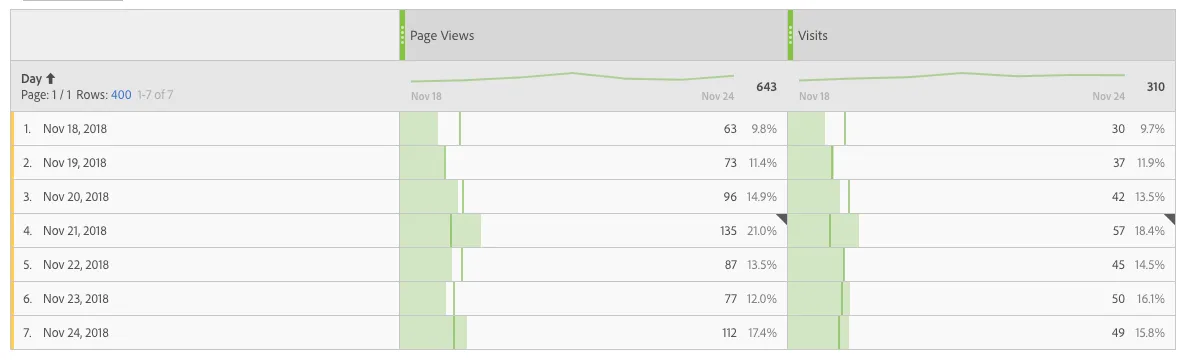 Page Views Visits
Day ↑
Page: 1 / 1 Rows: 400 1-7 of 7
643 310
Nov 18 Nov 24 Nov 18 Nov 24
1. Nov 18, 2018 63 9.8% 30 9.7%
2. Nov 19, 2018 73 11.4% 37 11.9%
3. Nov 20, 2018 96 14.9% 42 13.5%
4. Nov 21, 2018 135 21.0% 57 18.4%
5. Nov 22, 2018 87 13.5% 45 14.5%
6. Nov 23, 2018 77 12.0% 50 16.1%
7. Nov 24, 2018 112 17.4% 49 15.8%